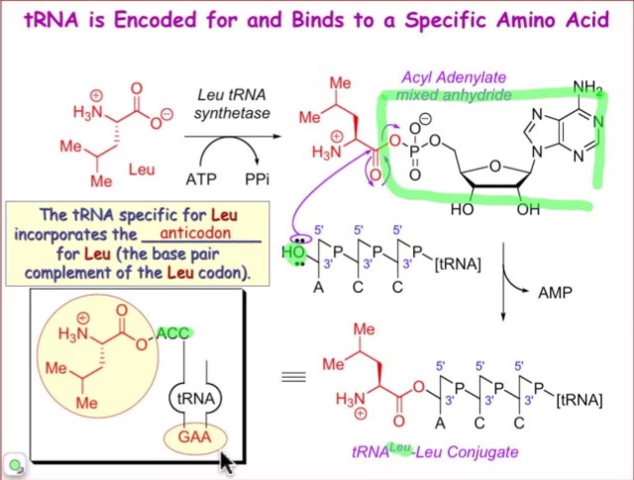 tRNA is Encoded for and Binds to a Specific Amino Acid
Leu tRNA
synthetase
ATP PPi
H3N ⊕ O O⊖
Me
Me
Leu
Acyl Adenylate
mixed anhydride
Me
Me
H3N ⊕ O O P O⊖ O O
O
HO OH
NH2
N N
N N
The tRNA specific for Leu
incorporates the anticodon
for Leu (the base pair
complement of the Leu codon).
HO 5' 5' 5'
3' P 3' P 3' P [tRNA]
A C C
AMP
H3N ⊕ O
O ACC
Me
Me
tRNA
GAA
Me
Me
H3N ⊕ O O
5' 5' 5'
3' P 3' P 3' P [tRNA]
A C C
tRNALeu-Leu Conjugate